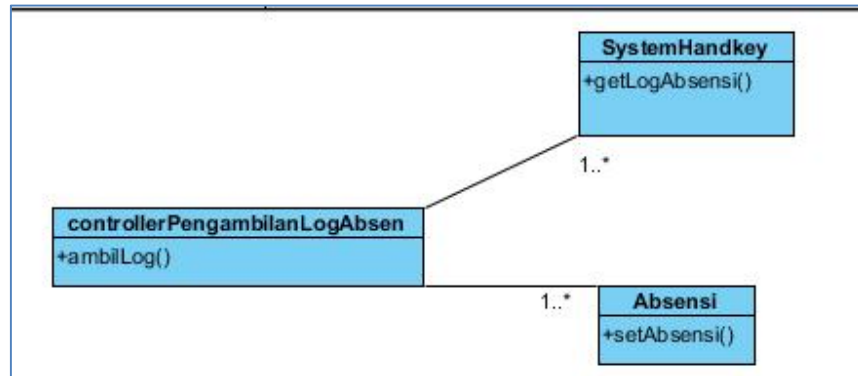 SystemHandkey
+getLogAbsensi()
1..*
controllerPengambilanLogAbsen
+ambilLog()
1..*
Absensi
+setAbsensi()